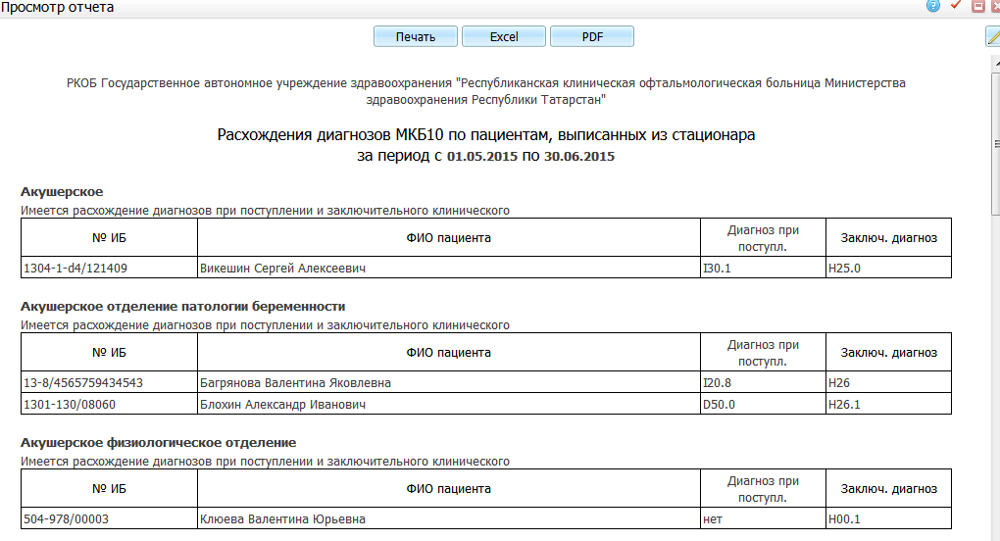 Просмотр отчета
Печать Excel PDF
РКОБ Государственное автономное учреждение здравоохранения "Республиканская клиническая офтальмологическая больница Министерства
здравоохранения Республики Татарстан"
Расхождения диагнозов МКБ10 по пациентам, выписанных из стационара
за период с 01.05.2015 по 30.06.2015
Акушерское
Имеется расхождение диагнозов при поступлении и заключительного клинического
№ ИБ ФИО пациента Диагноз при поступл. Заключ. диагноз
1304-1-d4/121409 Викешин Сергей Алексеевич I30.1 H25.0
Акушерское отделение патологии беременности
Имеется расхождение диагнозов при поступлении и заключительного клинического
№ ИБ ФИО пациента Диагноз при поступл. Заключ. диагноз
13-8/4565759434543 Багрянова Валентина Яковлевна I20.8 H26
1301-130/08060 Блохин Александр Иванович D50.0 H26.1
Акушерское физиологическое отделение
Имеется расхождение диагнозов при поступлении и заключительного клинического
№ ИБ ФИО пациента Диагноз при поступл. Заключ. диагноз
504-978/00003 Клюева Валентина Юрьевна нет H00.1